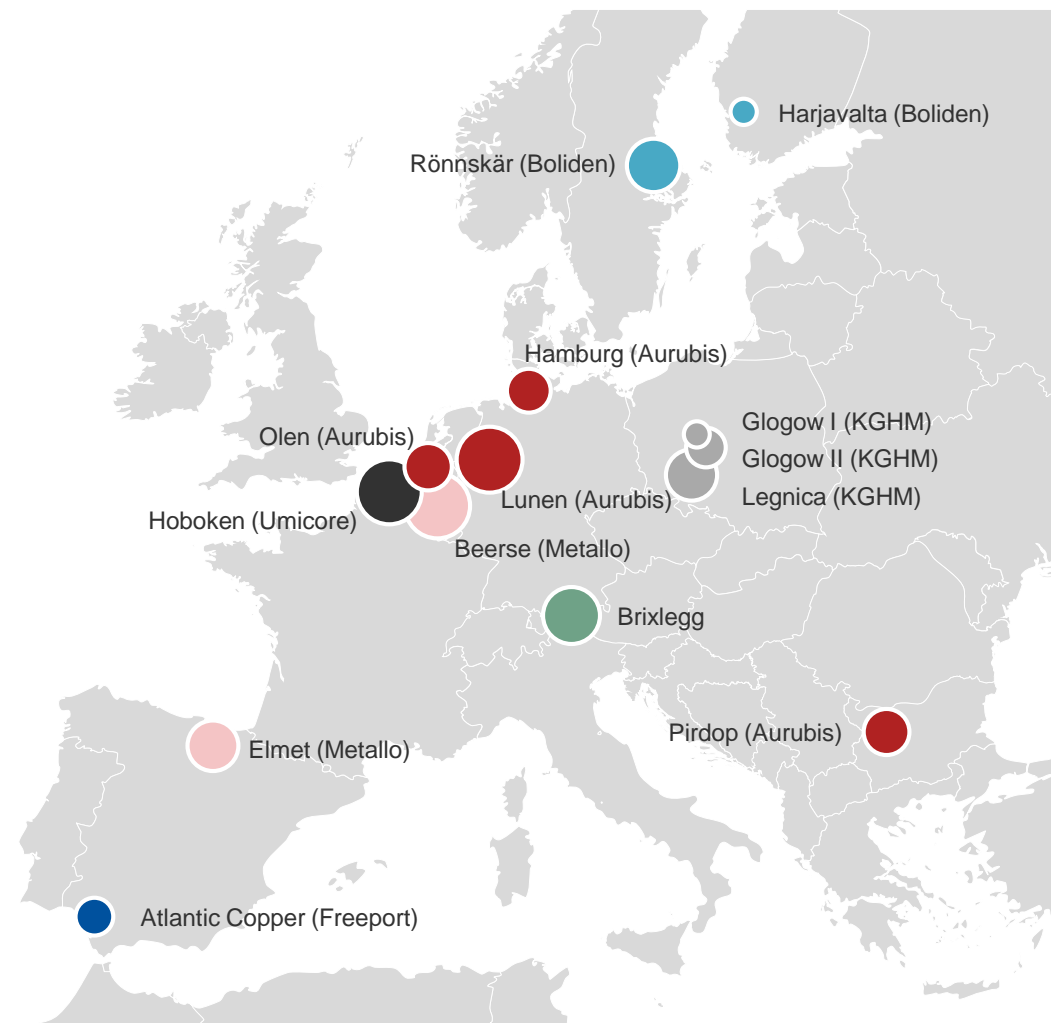 Harjavalta (Boliden)
Rönnskär (Boliden)
Hamburg (Aurubis)
Glogow I (KGHM)
Olen (Aurubis)
Glogow II (KGHM)
Lunen (Aurubis)
Legnica (KGHM)
Hoboken (Umicore)
Beerse (Metallo)
Brixlegg
Pirdop (Aurubis)
Elmet (Metallo)
Atlantic Copper (Freeport)